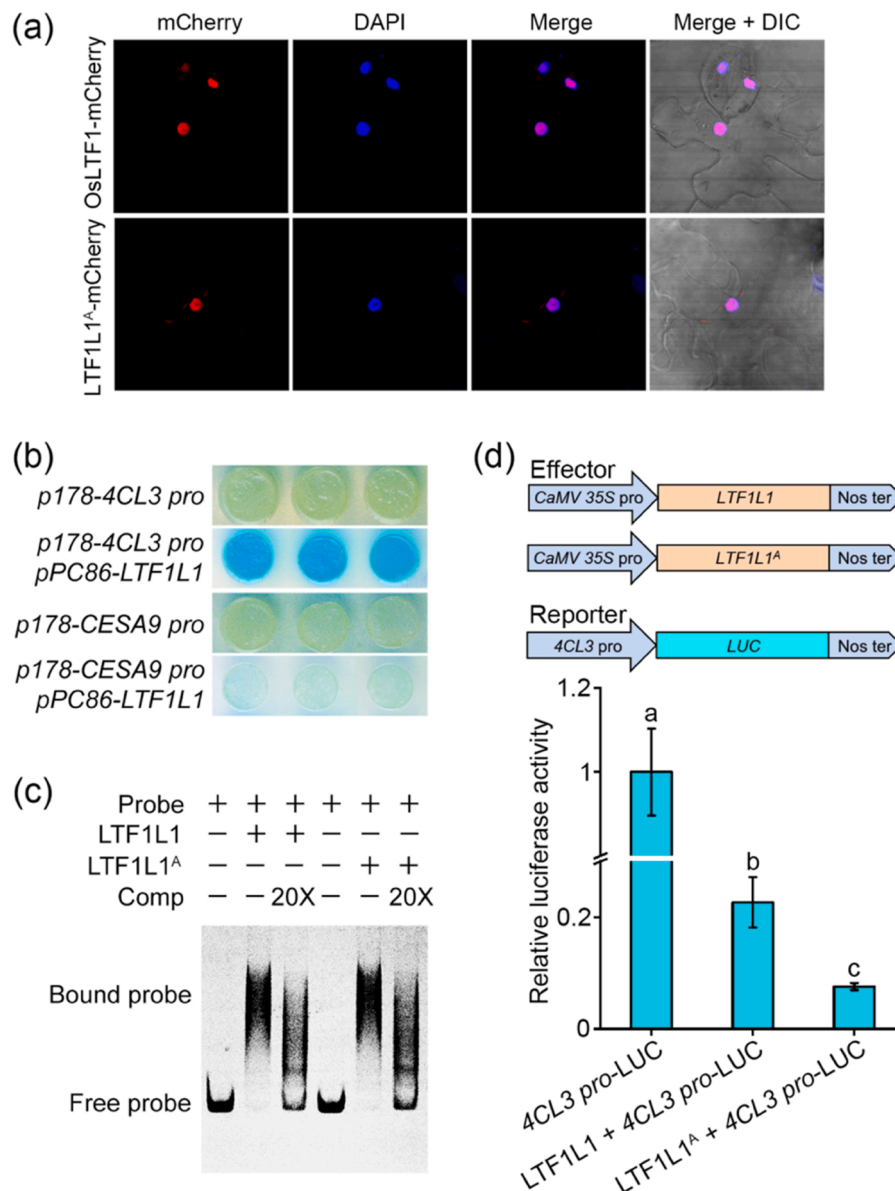 (a)
mCherry DAPI Merge Merge + DIC
OsLTF1-mCherry
LTF1L1ᴬ-mCherry
(b)
p178-4CL3 pro
p178-4CL3 pro
pPC86-LTF1L1
p178-CESA9 pro
p178-CESA9 pro
pPC86-LTF1L1
(c)
Probe + + + + + +
LTF1L1 − + + − − −
LTF1L1ᴬ − − − − + +
Comp − − 20X − − 20X
Bound probe
Free probe
(d)
Effector
CaMV 35S pro LTF1L1 Nos ter
CaMV 35S pro LTF1L1ᴬ Nos ter
Reporter
4CL3 pro LUC Nos ter
Relative luciferase activity
1.2
1
0.2
0
a
b
c
4CL3 pro-LUC
LTF1L1 + 4CL3 pro-LUC
LTF1L1ᴬ + 4CL3 pro-LUC